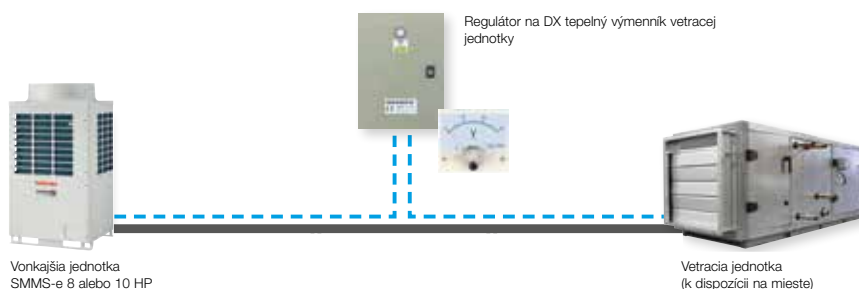 Regulátor na DX tepelný výmenník vetracej
jednotky
V
Vonkajšia jednotka
SMMS-e 8 alebo 10 HP
Vetracia jednotka
(k dispozícii na mieste)